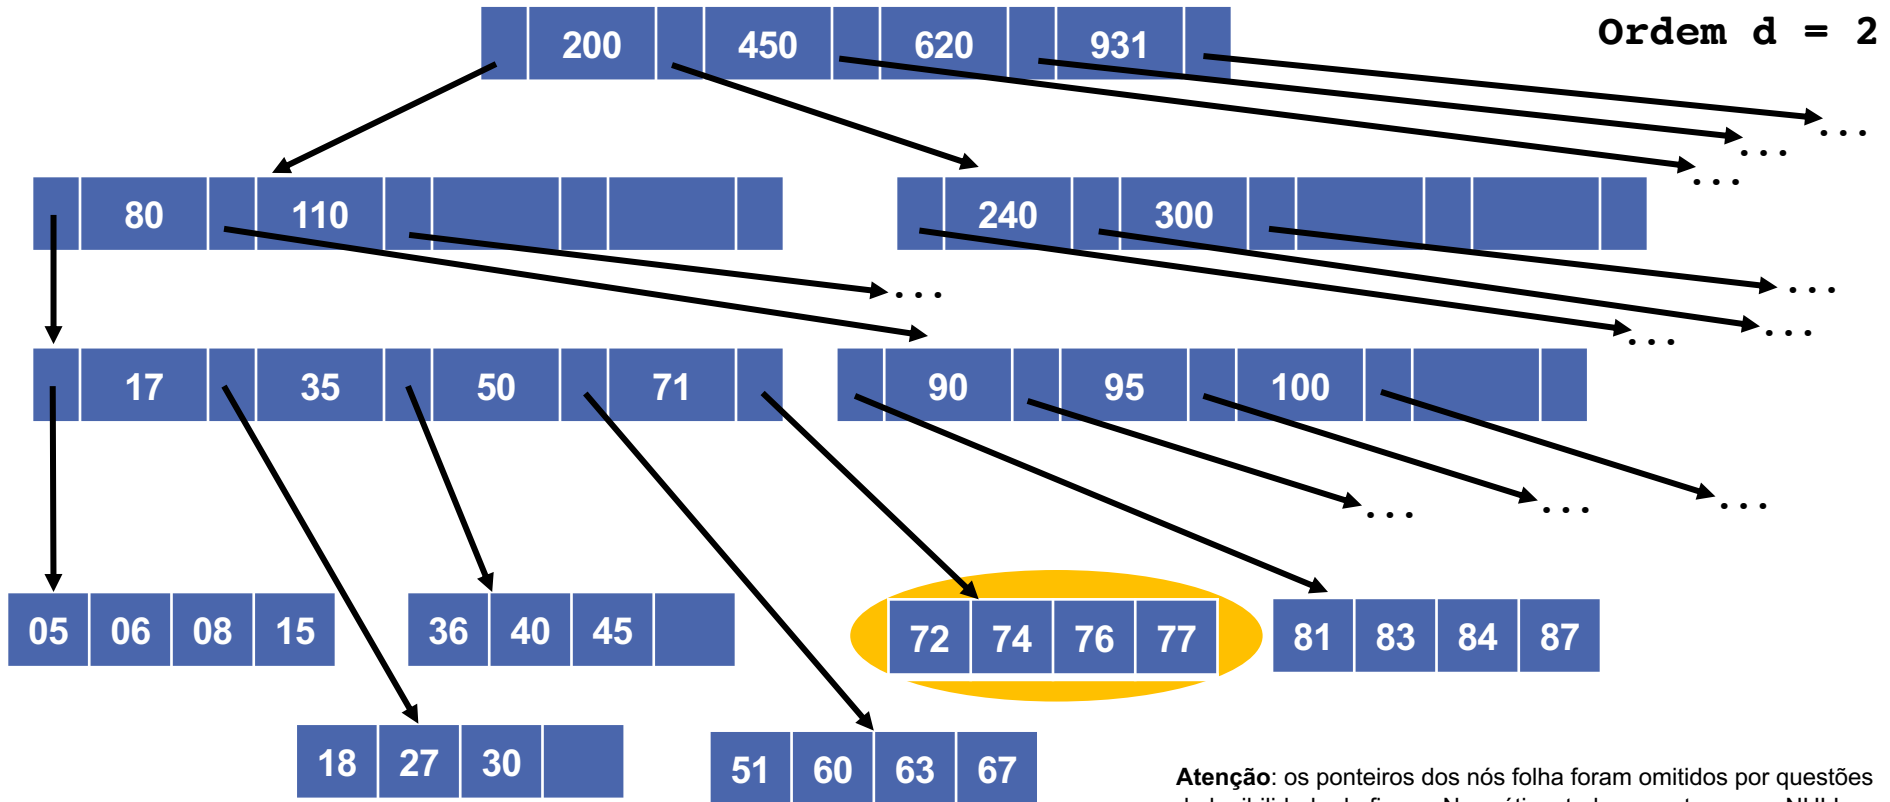 Ordem d = 2
200 450 620 931
...
...
...
80 110
240 300
...
...
...
...
17 35 50 71
90 95 100
...
...
...
05 06 08 15
36 40 45
72 74 76 77
81 83 84 87
18 27 30
51 60 63 67
Atenção: os ponteiros dos nós folha foram omitidos por questões